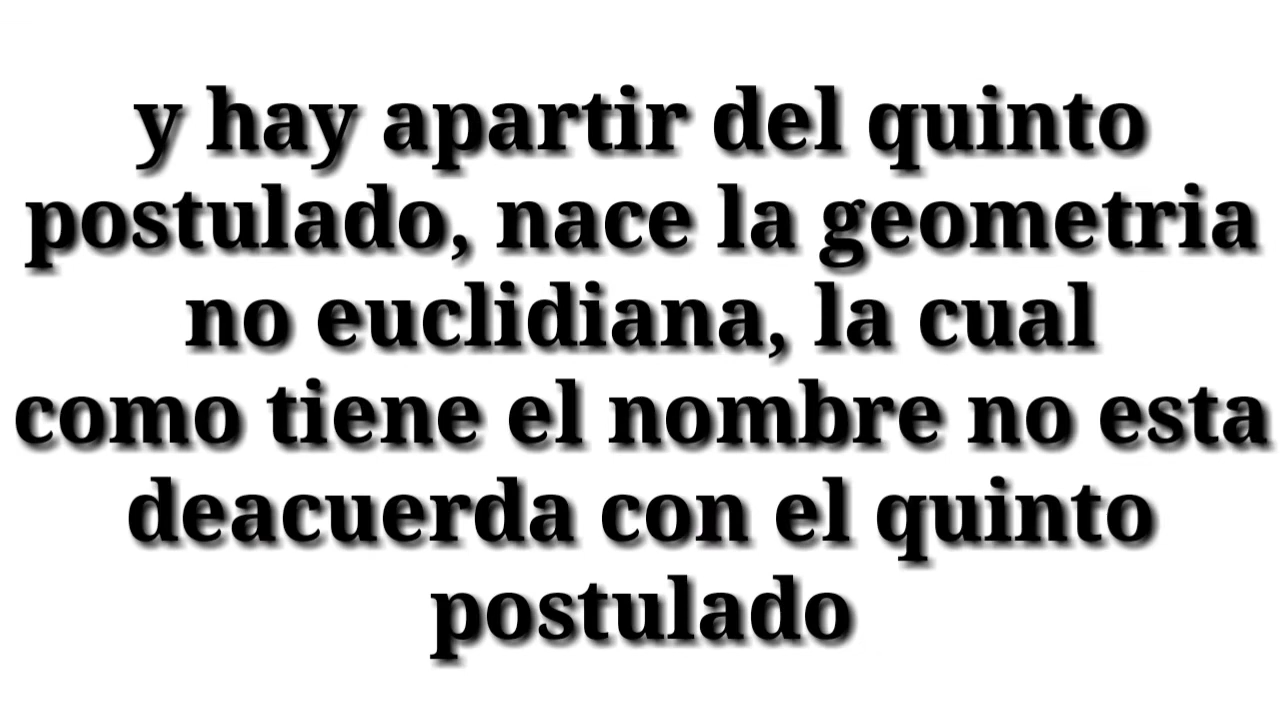 y hay apartir del quinto
postulado, nace la geometria
no euclidiana, la cual
como tiene el nombre no esta
deacuerda con el quinto
postulado